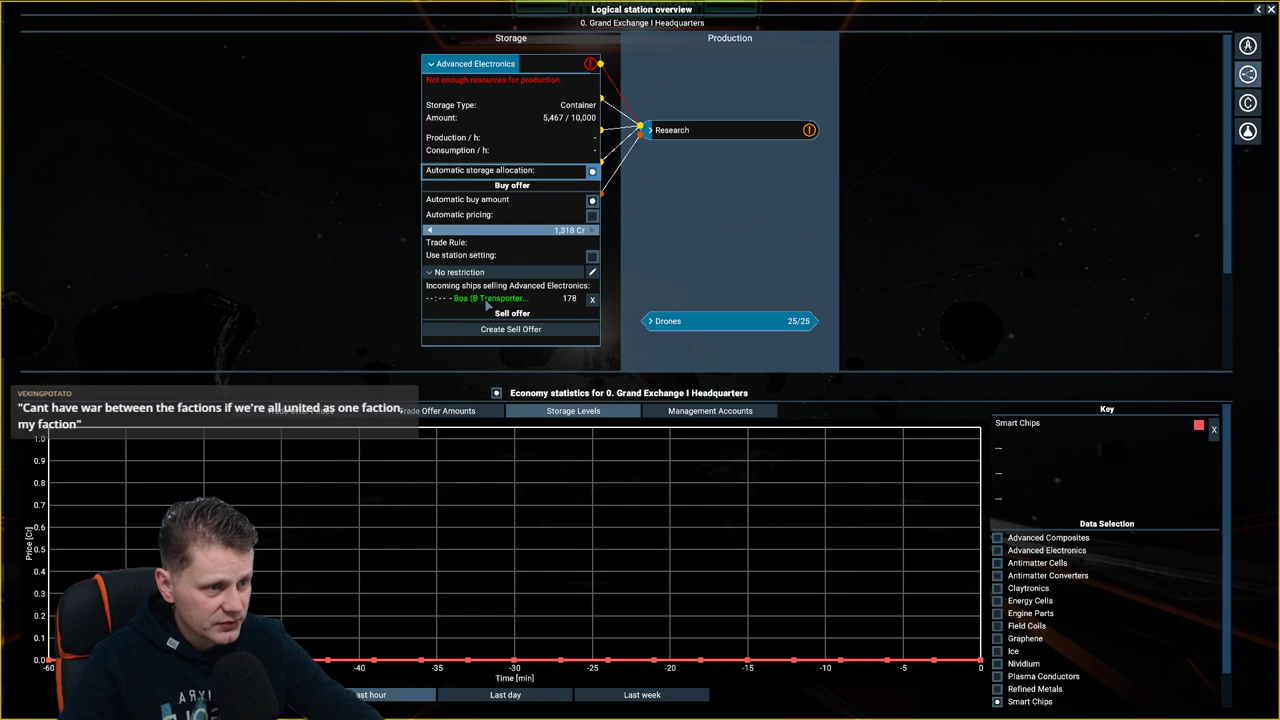 Logical station overview
0. Grand Exchange I Headquarters
Storage
Production
Advanced Electronics
Not enough resources for production.
Storage Type: Container
Amount: 5,467 / 10,000
Production / h: -
Consumption / h: -
Automatic storage allocation:
Buy offer
Automatic buy amount
Automatic pricing:
1,318 Cr
Trade Rule:
Use station setting:
No restriction
Incoming ships selling Advanced Electronics:
--:-- - Boa (B Transporter... 178 X
Sell offer
Create Sell Offer
Research
Drones 25/25
VEXINGPOTATO
"Cant have war between the factions if we're all united as one faction,
my faction"
Economy statistics for 0. Grand Exchange I Headquarters
Trade Offer Amounts
Storage Levels
Management Accounts
Key
Smart Chips X
---
---
---
Data Selection
Advanced Composites
Advanced Electronics
Antimatter Cells
Antimatter Converters
Claytronics
Energy Cells
Engine Parts
Field Coils
Graphene
Ice
Nividium
Plasma Conductors
Refined Metals
Smart Chips
Price [Cr]
1.0
0.9
0.8
0.7
0.6
0.5
0.4
0.3
0.2
0.1
0.0
-60 -35 -30 -25 -20 -15 -10 -5 0
Time [min]
hour
Last day
Last week